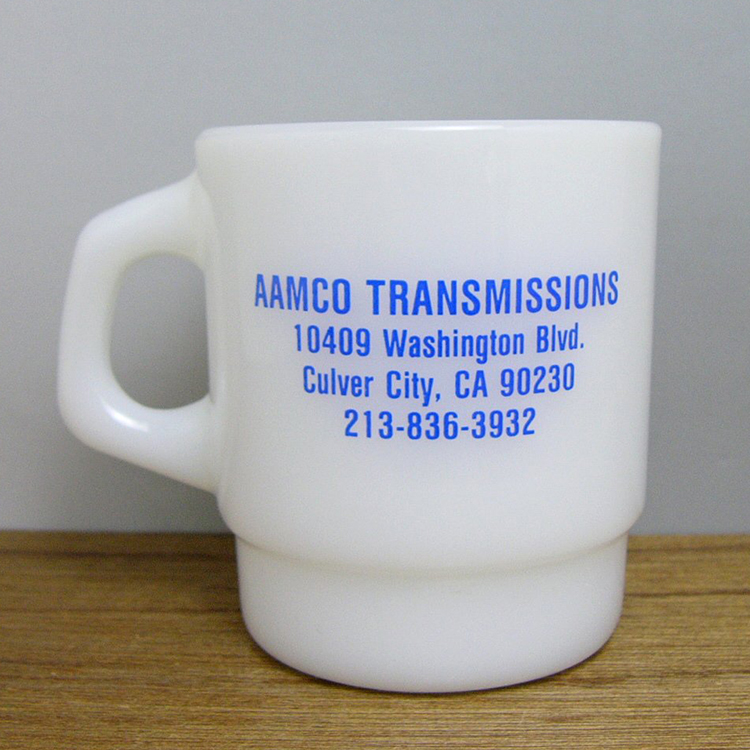 AAMCO TRANSMISSIONS
10409 Washington Blvd.
Culver City, CA 90230
213-836-3932